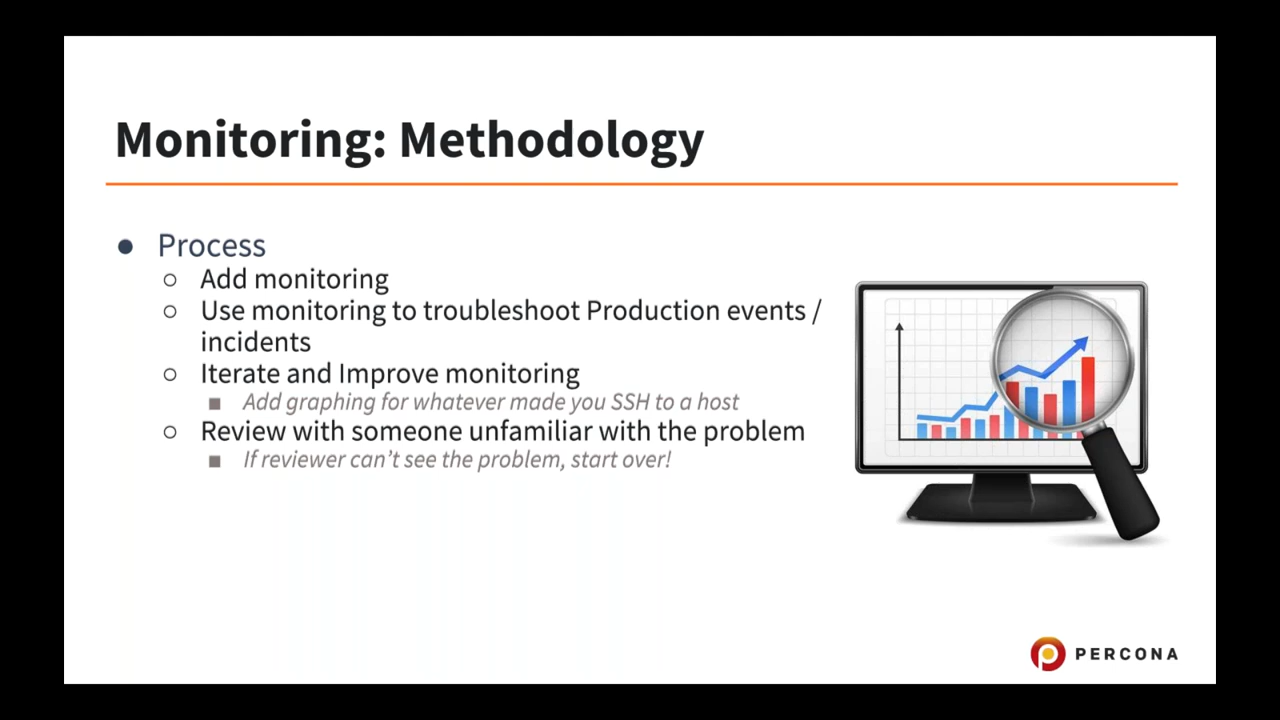 Monitoring: Methodology
● Process
○ Add monitoring
○ Use monitoring to troubleshoot Production events /
incidents
○ Iterate and Improve monitoring
■ Add graphing for whatever made you SSH to a host
○ Review with someone unfamiliar with the problem
■ If reviewer can't see the problem, start over!
PERCONA